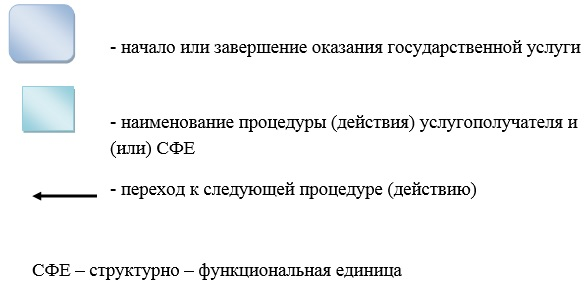 - начало или завершение оказания государственной услуги
- наименование процедуры (действия) услугополучателя и
(или) СФЕ
- переход к следующей процедуре (действию)
СФЕ – структурно – функциональная единица